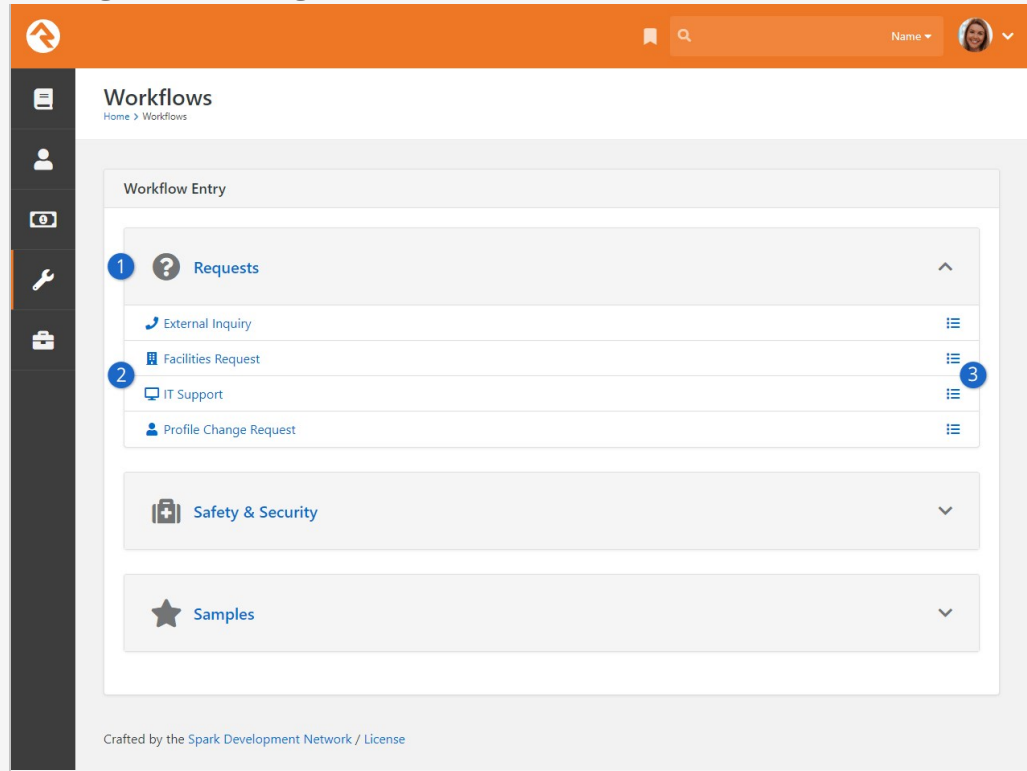 Name
Workflows
Home > Workflows
Workflow Entry
1
Requests
External Inquiry
Facilities Request
2
3
IT Support
Profile Change Request
Safety & Security
Samples
Crafted by the Spark Development Network / License